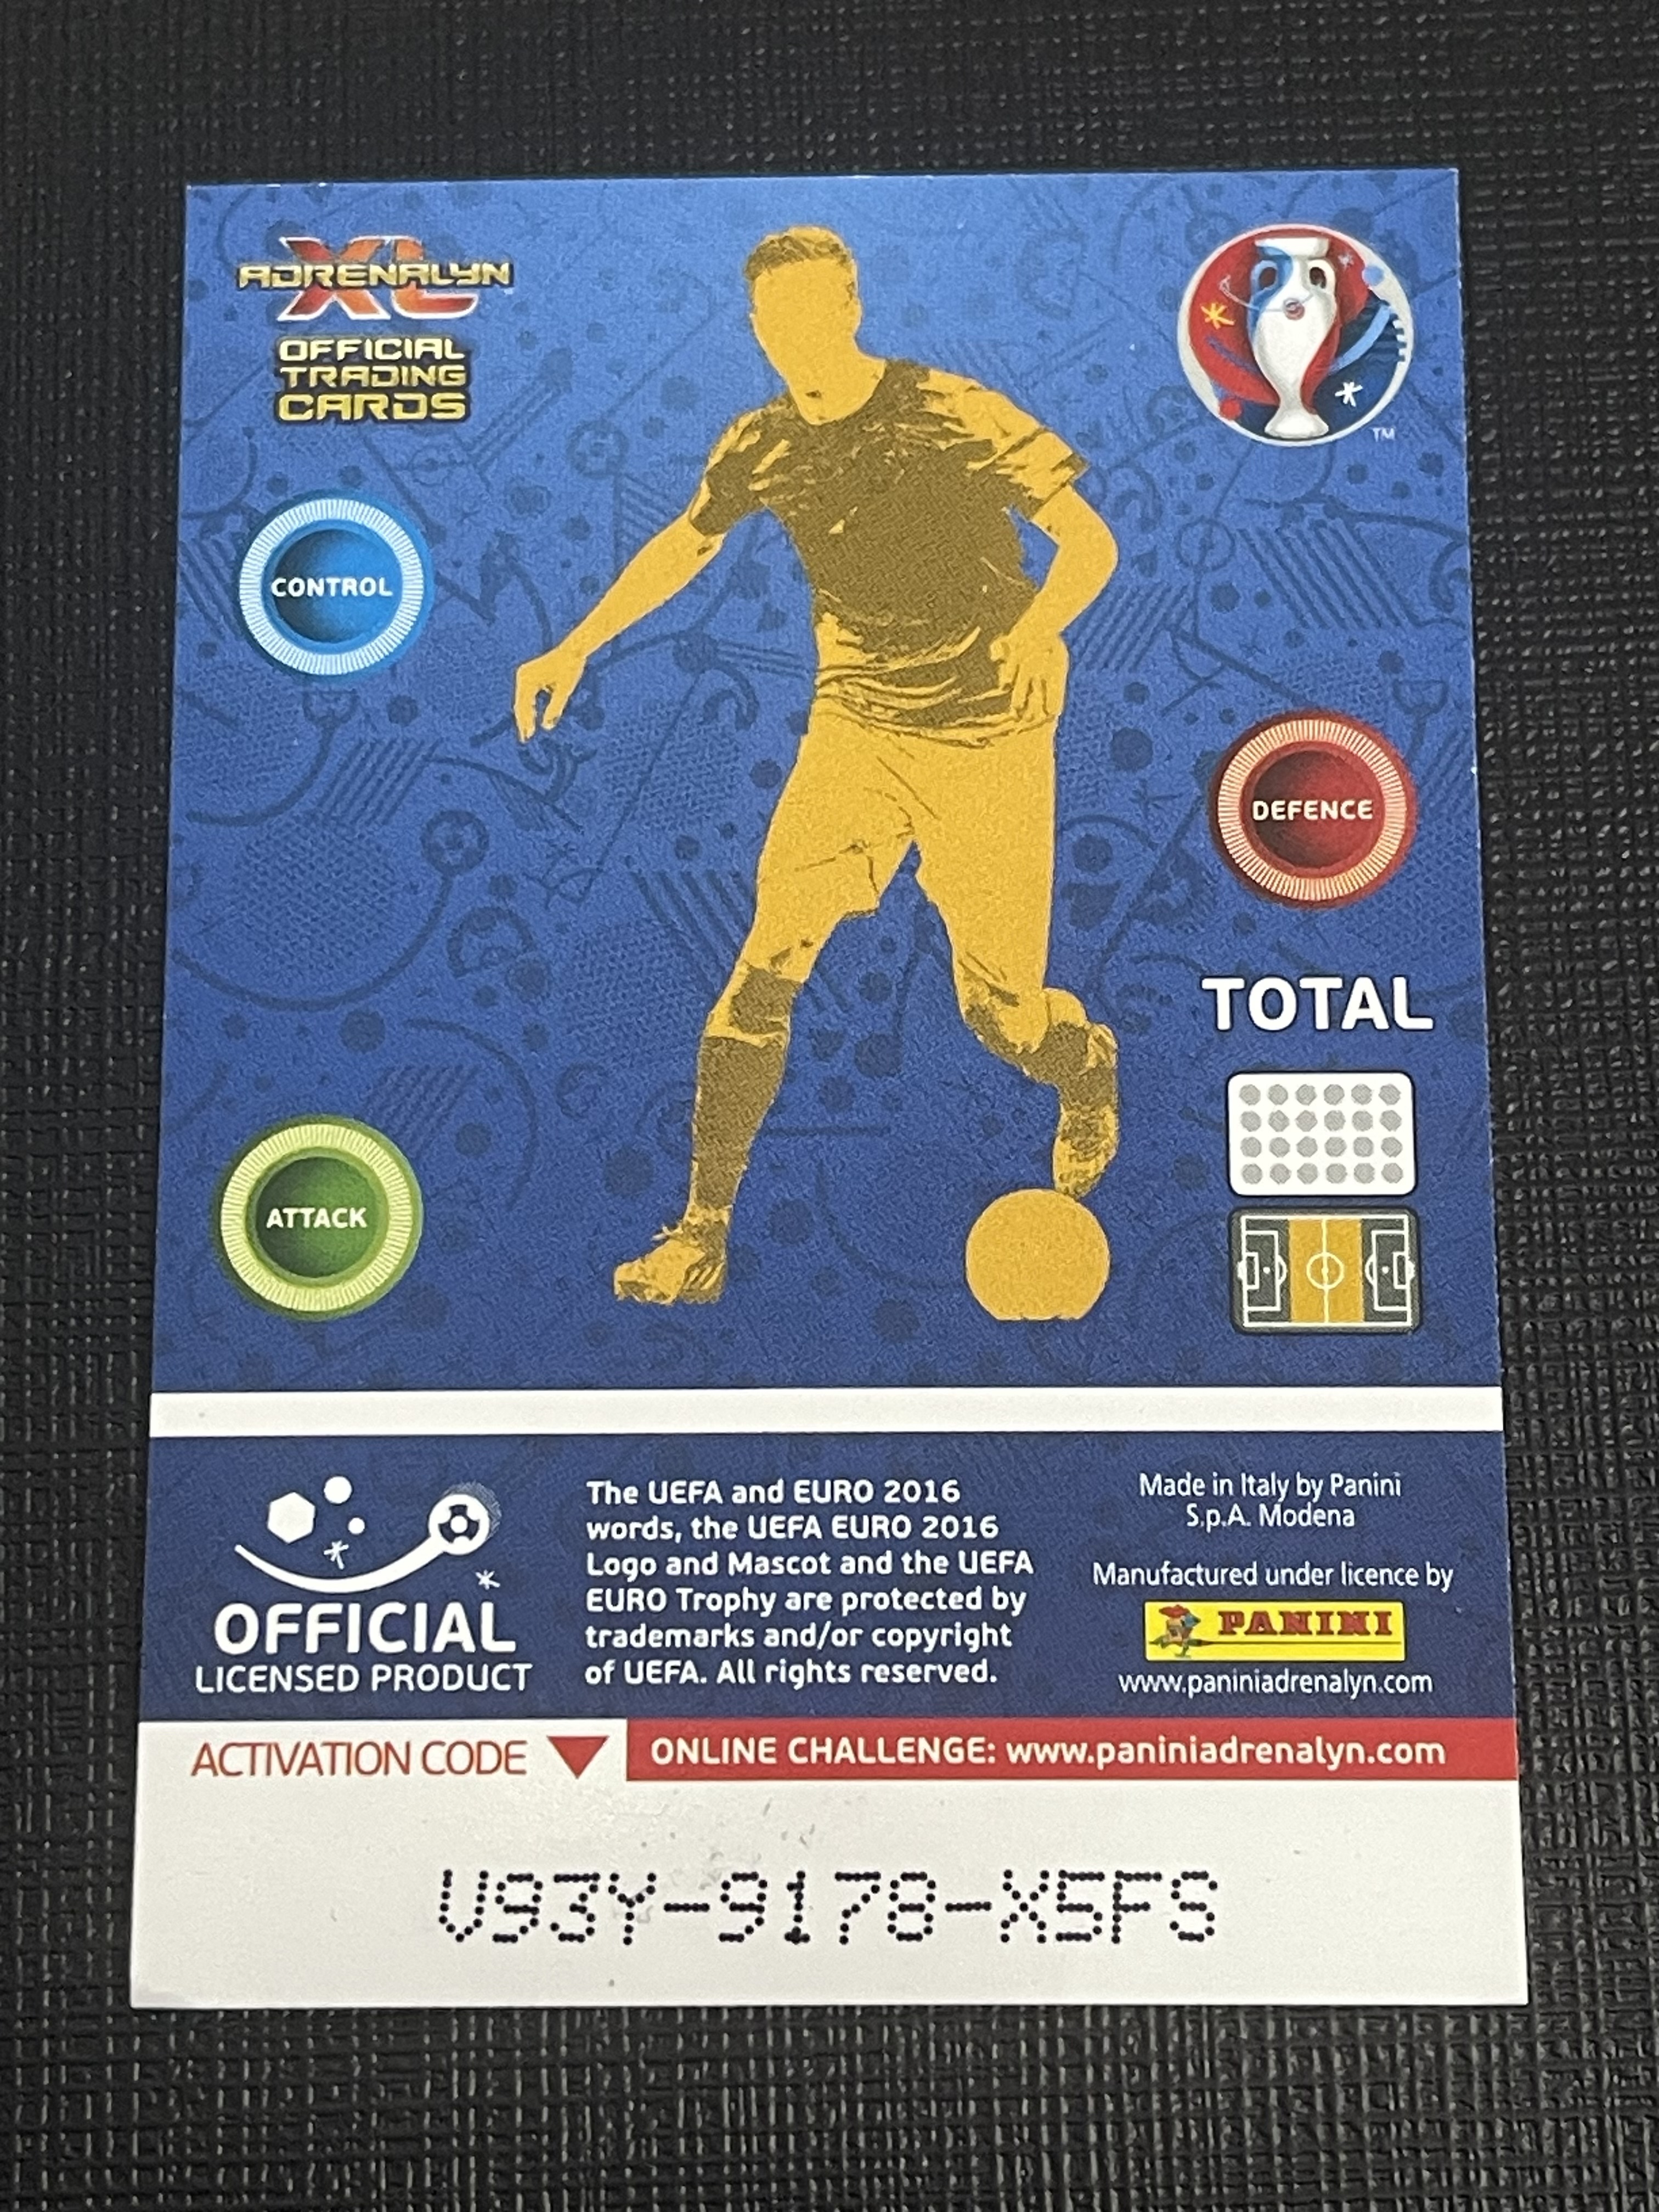 ADRENALYN
XL
OFFICIAL
TRADING
CARDS
TM
CONTROL
DEFENCE
TOTAL
ATTACK
OFFICIAL
LICENSED PRODUCT
The UEFA and EURO 2016
words, the UEFA EURO 2016
Logo and Mascot and the UEFA
EURO Trophy are protected by
trademarks and/or copyright
of UEFA. All rights reserved.
Made in Italy by Panini
S.p.A. Modena
Manufactured under licence by
PANINI
www.paniniadrenalyn.com
ACTIVATION CODE
ONLINE CHALLENGE: www.paniniadrenalyn.com
V93Y-9178-X5FS